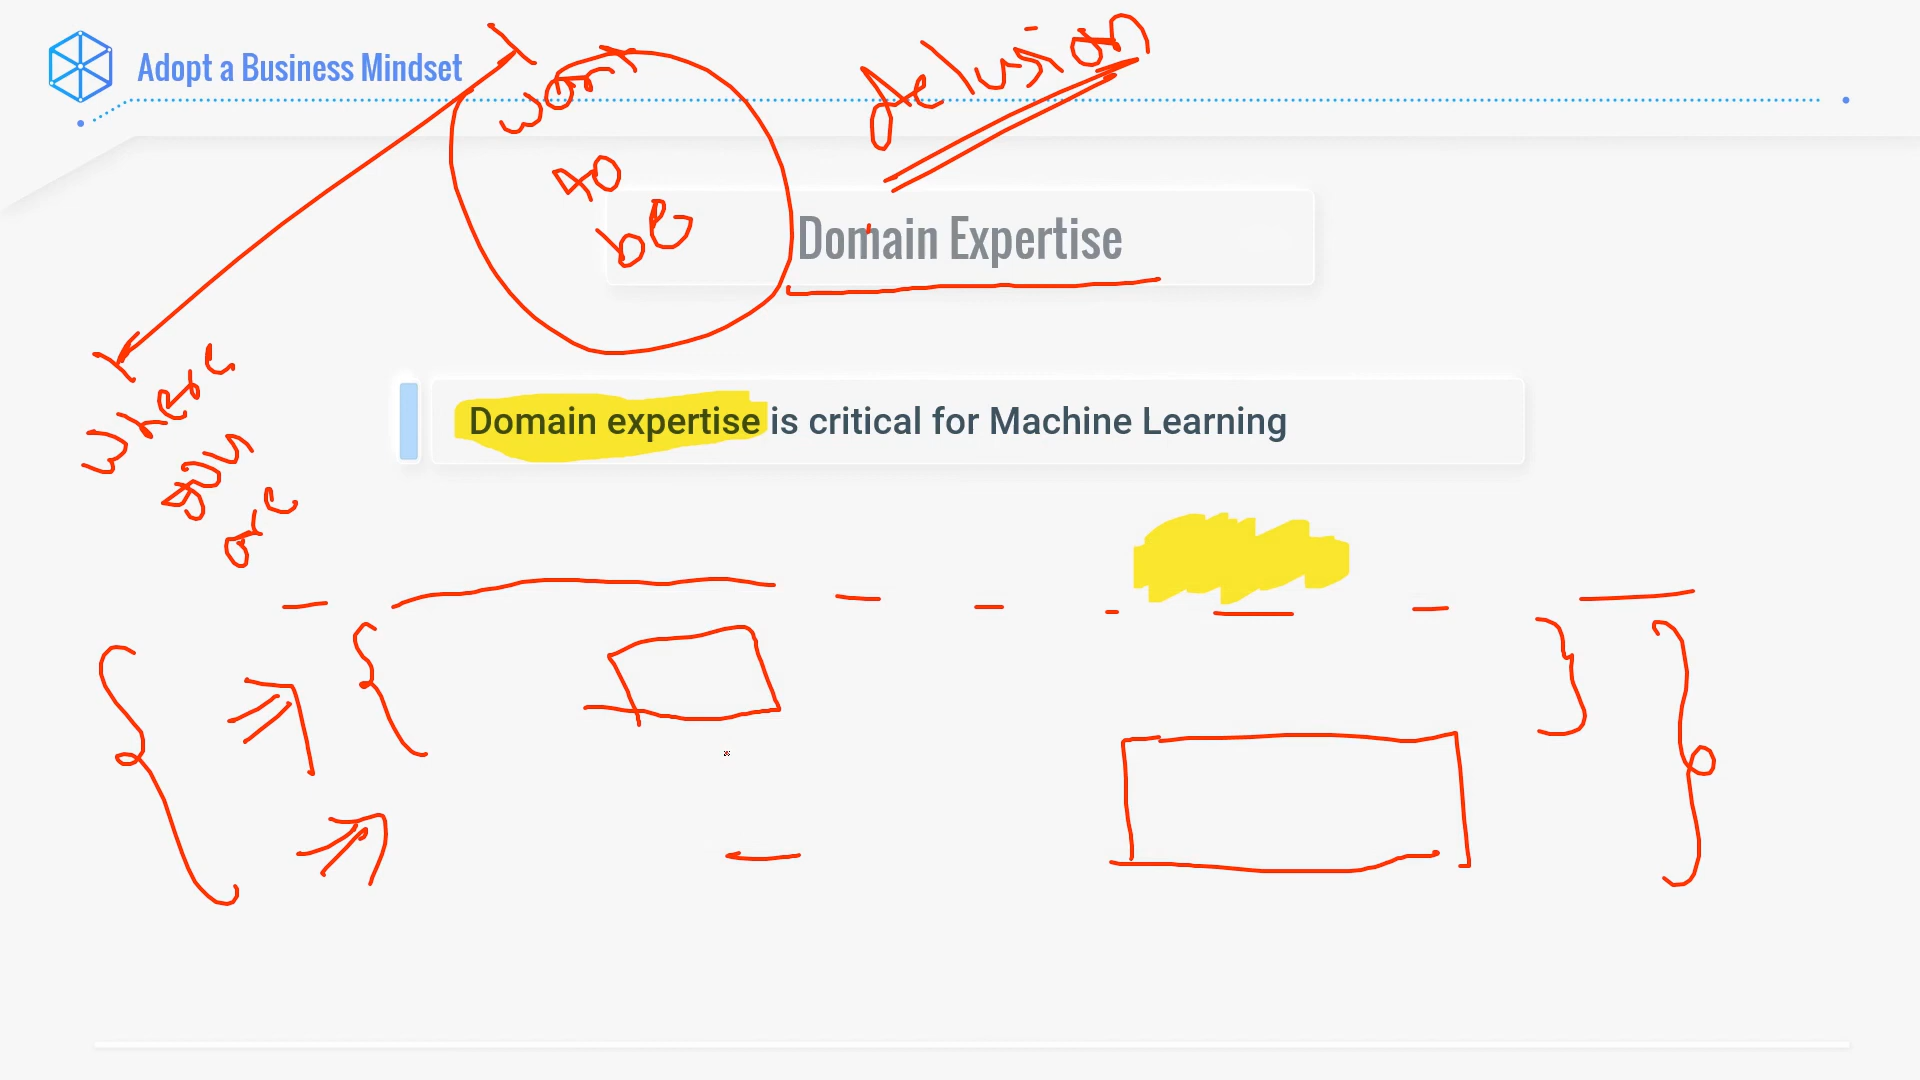 Adopt a Business Mindset
want
to
be
delusion
Domain Expertise
where
you
are
Domain expertise is critical for Machine Learning